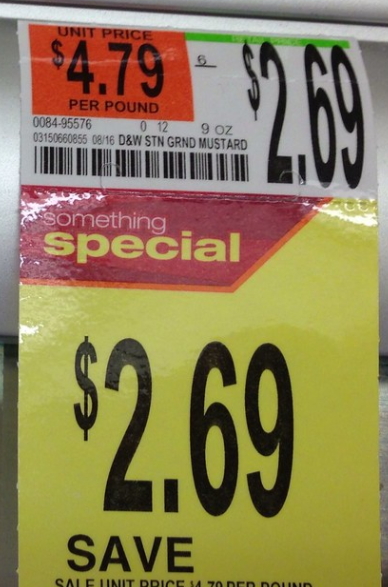 UNIT PRICE
$4.79
PER POUND
6
$2.69
0084-95576 0 12 9 OZ
03150660855 08/16 D&W STN GRND MUSTARD
something
special
$2.69
SAVE
SALE UNIT PRICE $4.79 PER POUND